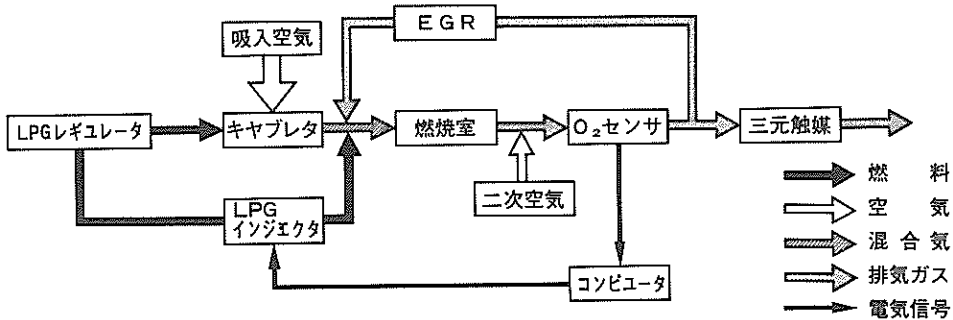 EGR
吸入空気
LPGレギュレータ
キャブレタ
燃焼室
O₂センサ
三元触媒
二次空気
LPG
インジェクタ
コンピュータ
燃料
空気
混合気
排気ガス
電気信号